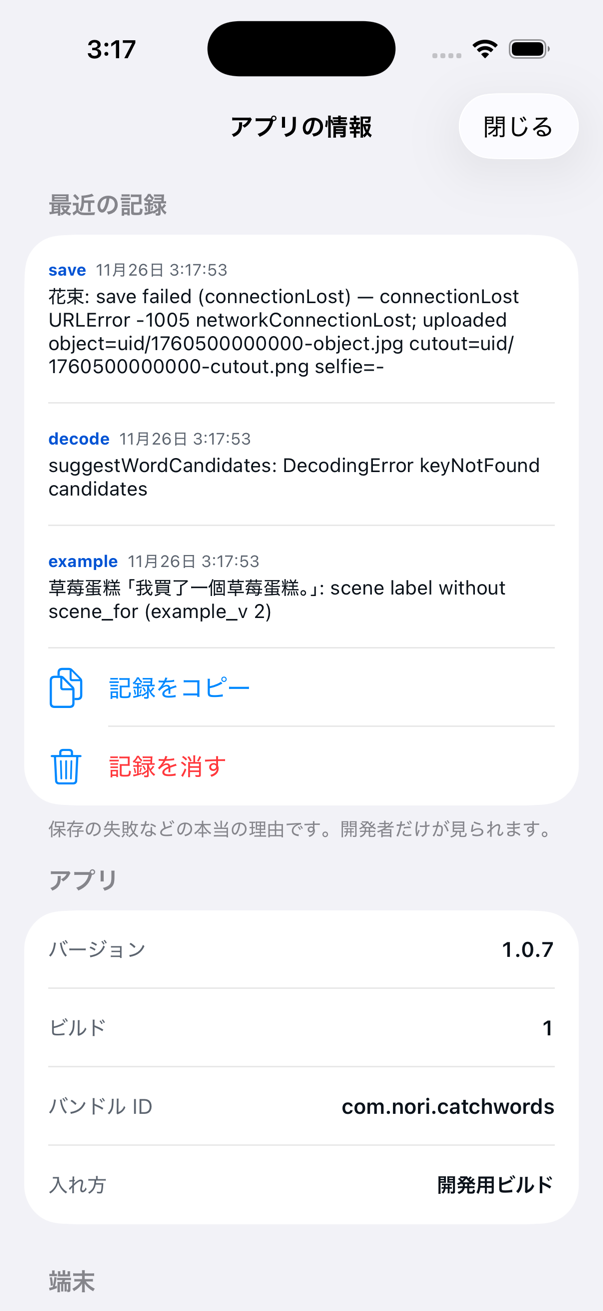 3:17
アプリの情報
閉じる
最近の記録
save 11月26日 3:17:53
花束: save failed (connectionLost) — connectionLost
URLError -1005 networkConnectionLost; uploaded
object=uid/1760500000000-object.jpg cutout=uid/
1760500000000-cutout.png selfie=-
decode 11月26日 3:17:53
suggestWordCandidates: DecodingError keyNotFound
candidates
example 11月26日 3:17:53
草莓蛋糕「我買了一個草莓蛋糕。」: scene label without
scene_for (example_v 2)
記録をコピー
記録を消す
保存の失敗などの本当の理由です。開発者だけが見られます。
アプリ
バージョン 1.0.7
ビルド 1
バンドル ID com.nori.catchwords
入れ方 開発用ビルド
端末